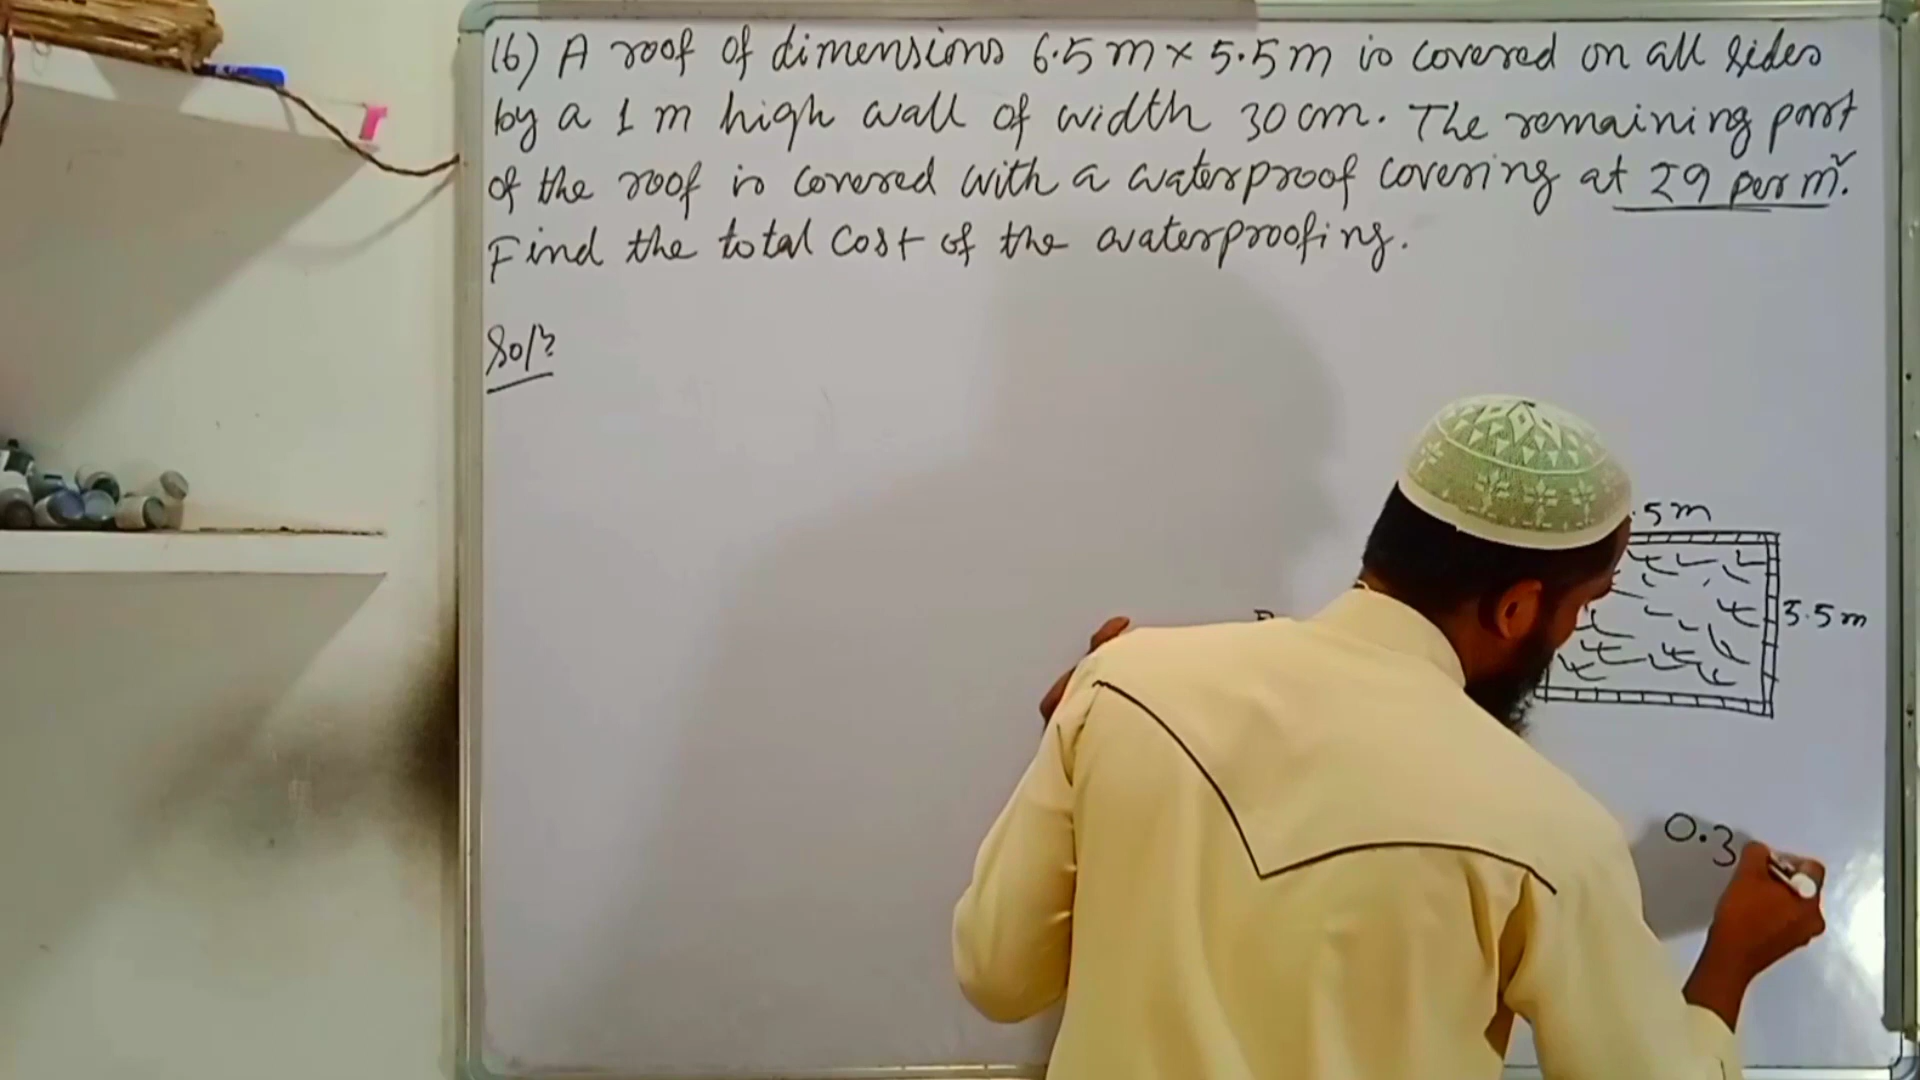 16) A roof of dimensions 6.5 m × 5.5 m is covered on all sides
by a 1 m high wall of width 30 cm. The remaining part
of the roof is covered with a waterproof covering at 29 per m².
Find the total cost of the waterproofing.
Solⁿ:
.5 m
5.5 m
0.3